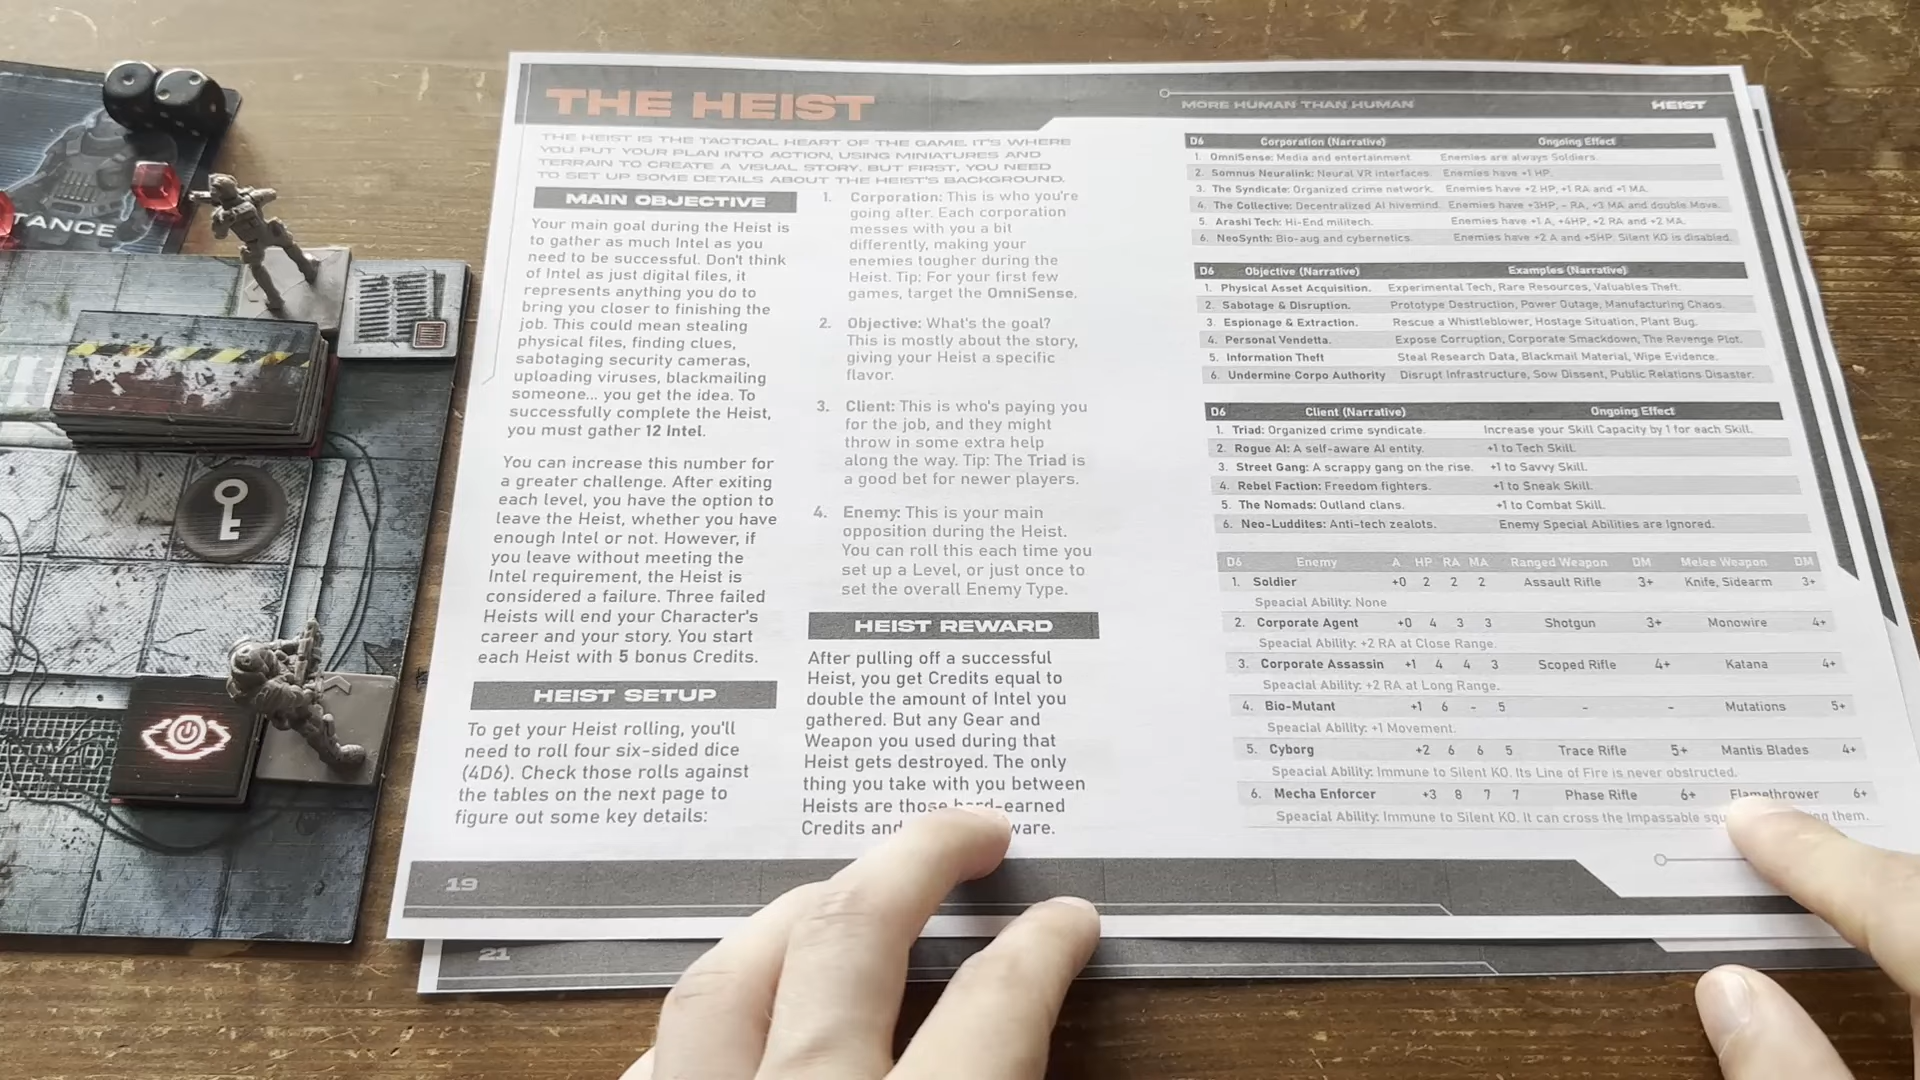 TANCE
THE HEIST
THE HEIST IS THE TACTICAL HEART OF THE GAME. IT'S WHERE
YOU PUT YOUR PLAN INTO ACTION, USING MINIATURES AND
TERRAIN TO CREATE A VISUAL STORY. BUT FIRST, YOU NEED
TO SET UP SOME DETAILS ABOUT THE HEIST'S BACKGROUND.
MAIN OBJECTIVE
Your main goal during the Heist is
to gather as much Intel as you
need to be successful. Don't think
of Intel as just digital files, it
represents anything you do to
bring you closer to finishing the
job. This could mean stealing
physical files, finding clues,
sabotaging security cameras,
uploading viruses, blackmailing
someone... you get the idea. To
successfully complete the Heist,
you must gather 12 Intel.
You can increase this number for
a greater challenge. After exiting
each level, you have the option to
leave the Heist, whether you have
enough Intel or not. However, if
you leave without meeting the
Intel requirement, the Heist is
considered a failure. Three failed
Heists will end your Character's
career and your story. You start
each Heist with 5 bonus Credits.
HEIST SETUP
To get your Heist rolling, you'll
need to roll four six-sided dice
(4D6). Check those rolls against
the tables on the next page to
figure out some key details:
1. Corporation: This is who you're
going after. Each corporation
messes with you a bit
differently, making your
enemies tougher during the
Heist. Tip: For your first few
games, target the OmniSense.
2. Objective: What's the goal?
This is mostly about the story,
giving your Heist a specific
flavor.
3. Client: This is who's paying you
for the job, and they might
throw in some extra help
along the way. Tip: The Triad is
a good bet for newer players.
4. Enemy: This is your main
opposition during the Heist.
You can roll this each time you
set up a Level, or just once to
set the overall Enemy Type.
HEIST REWARD
After pulling off a successful
Heist, you get Credits equal to
double the amount of Intel you
gathered. But any Gear and
Weapon you used during that
Heist gets destroyed. The only
thing you take with you between
Heists are those hard-earned
Credits and ware.
19
21
MORE HUMAN THAN HUMAN HEIST
D6 Corporation (Narrative) Ongoing Effect
1. OmniSense: Media and entertainment. Enemies are always Soldiers.
2. Somnus Neuralink: Neural VR interfaces. Enemies have +1 HP.
3. The Syndicate: Organized crime network. Enemies have +2 HP, +1 RA and +1 MA.
4. The Collective: Decentralized AI hivemind. Enemies have +3HP, - RA, +3 MA and double Move.
5. Arashi Tech: Hi-End militech. Enemies have +1 A, +4HP, +2 RA and +2 MA.
6. NeoSynth: Bio-aug and cybernetics. Enemies have +2 A and +5HP. Silent KO is disabled.
D6 Objective (Narrative) Examples (Narrative)
1. Physical Asset Acquisition. Experimental Tech, Rare Resources, Valuables Theft.
2. Sabotage & Disruption. Prototype Destruction, Power Outage, Manufacturing Chaos.
3. Espionage & Extraction. Rescue a Whistleblower, Hostage Situation, Plant Bug.
4. Personal Vendetta. Expose Corruption, Corporate Smackdown, The Revenge Plot.
5. Information Theft Steal Research Data, Blackmail Material, Wipe Evidence.
6. Undermine Corpo Authority Disrupt Infrastructure, Sow Dissent, Public Relations Disaster.
D6 Client (Narrative) Ongoing Effect
1. Triad: Organized crime syndicate. Increase your Skill Capacity by 1 for each Skill.
2. Rogue AI: A self-aware AI entity. +1 to Tech Skill.
3. Street Gang: A scrappy gang on the rise. +1 to Savvy Skill.
4. Rebel Faction: Freedom fighters. +1 to Sneak Skill.
5. The Nomads: Outland clans. +1 to Combat Skill.
6. Neo-Luddites: Anti-tech zealots. Enemy Special Abilities are Ignored.
D6 Enemy A HP RA MA Ranged Weapon DM Melee Weapon DM
1. Soldier +0 2 2 2 Assault Rifle 3+ Knife, Sidearm 3+
Speacial Ability: None
2. Corporate Agent +0 4 3 3 Shotgun 3+ Monowire 4+
Speacial Ability: +2 RA at Close Range.
3. Corporate Assassin +1 4 4 3 Scoped Rifle 4+ Katana 4+
Speacial Ability: +2 RA at Long Range.
4. Bio-Mutant +1 6 - 5 - - Mutations 5+
Speacial Ability: +1 Movement.
5. Cyborg +2 6 6 5 Trace Rifle 5+ Mantis Blades 4+
Speacial Ability: Immune to Silent KO. Its Line of Fire is never obstructed.
6. Mecha Enforcer +3 8 7 7 Phase Rifle 6+ Flamethrower 6+
Speacial Ability: Immune to Silent KO. It can cross the Impassable squ them.